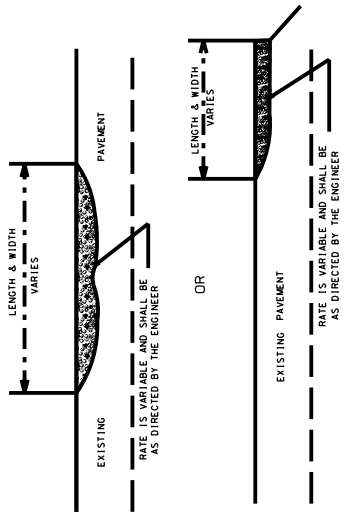 LENGTH & WIDTH
VARIES
EXISTING
PAVEMENT
RATE IS VARIABLE AND SHALL BE
AS DIRECTED BY THE ENGINEER
OR
LENGTH & WIDTH
VARIES
EXISTING PAVEMENT
RATE IS VARIABLE AND SHALL BE
AS DIRECTED BY THE ENGINEER